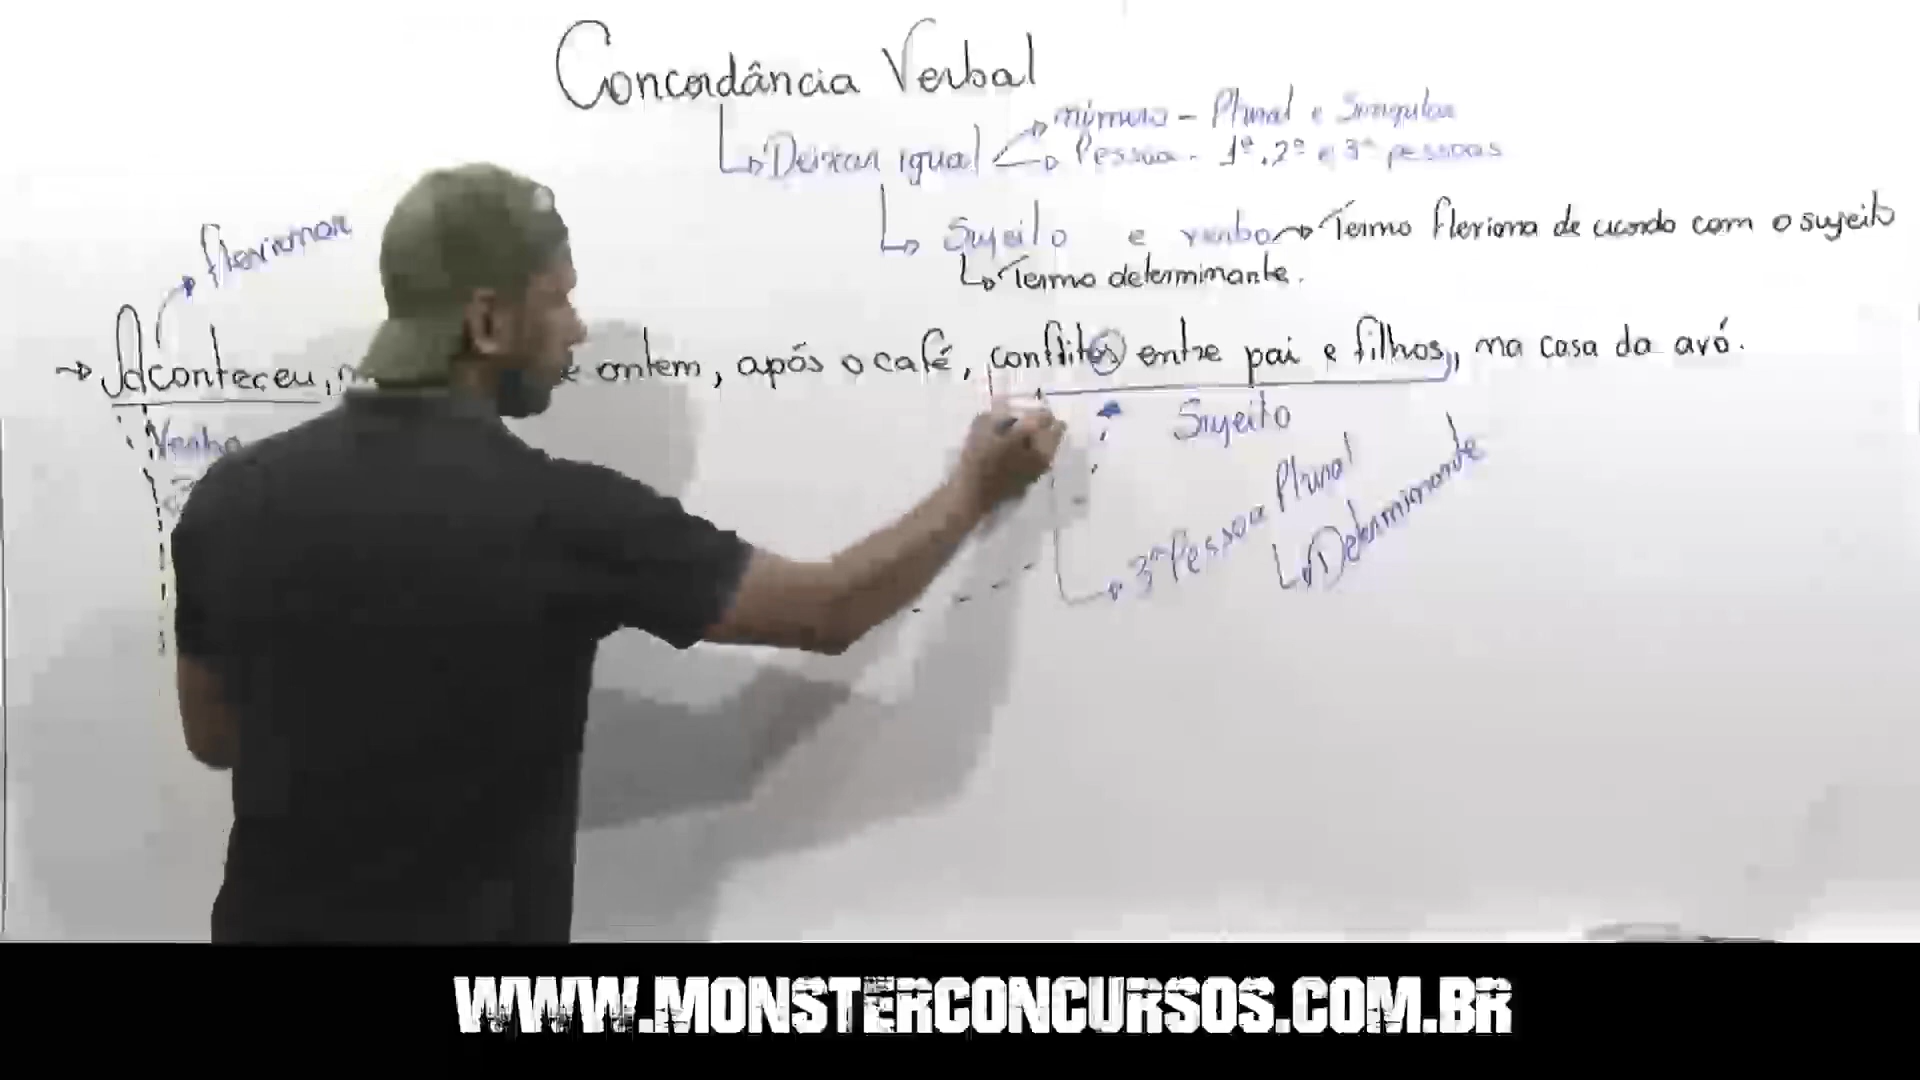 Concordância Verbal
Deixar igual
número - Plural e Singular
Pessoa - 1ª, 2ª e 3ª pessoas
Sujeito e verbo → Termo flexiona de acordo com o sujeito
Termo determinante.
flexionar
→ Aconteceu, ontem, após o café, conflitos entre pai e filhos, na casa da avó.
Verbo
Sujeito
3ª Pessoa Plural
Determinante
WWW.MONSTERCONCURSOS.COM.BR